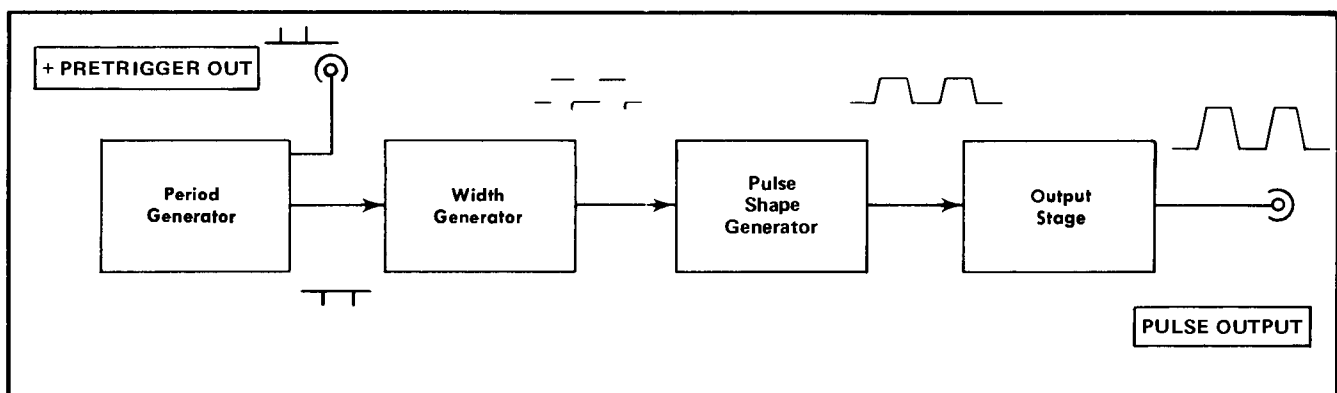 + PRETRIGGER OUT
Period
Generator
Width
Generator
Pulse
Shape
Generator
Output
Stage
PULSE OUTPUT